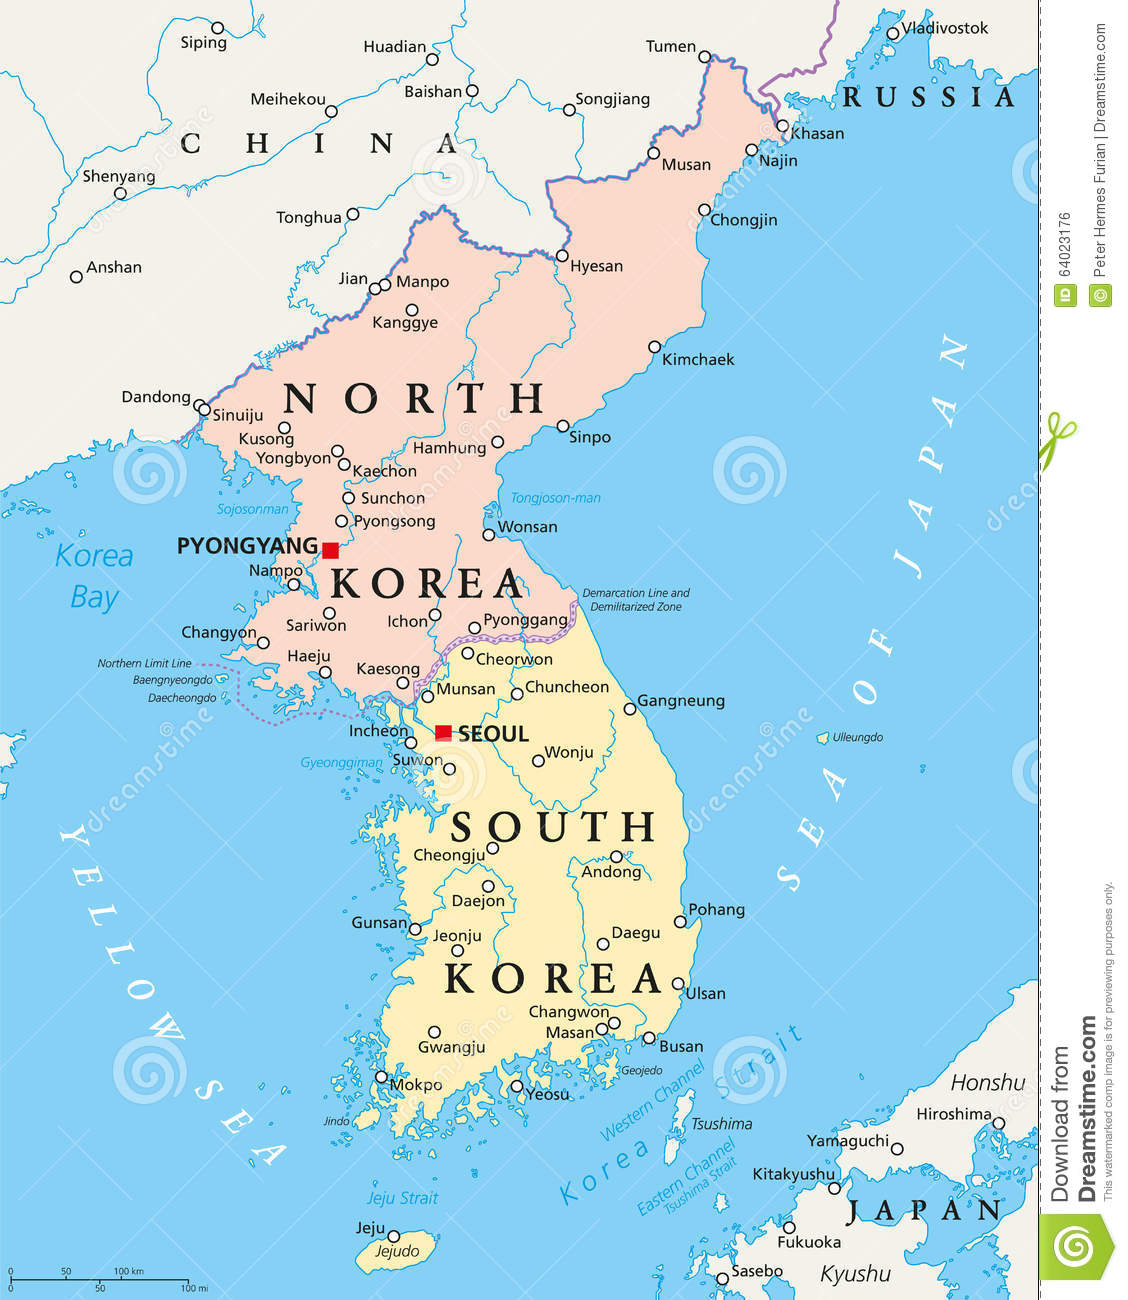 Siping
Huadian
Tumen
Vladivostok
Meihekou
Baishan
Songjiang
RUSSIA
CHINA
Khasan
Shenyang
Musan
Najin
Tonghua
Chongjin
Anshan
Jian
Manpo
Hyesan
Kanggye
Kimchaek
Dandong
NORTH
Sinuiju
Kusong
Hamhung
Sinpo
Yongbyon
Kaechon
Sojosonman
Sunchon
Tongjoson-man
Pyongsong
Wonsan
PYONGYANG
Korea
Bay
Nampo
KOREA
Demarcation Line and
Demilitarized Zone
Changyon
Sariwon
Ichon
Pyonggang
Haeju
Cheorwon
Northern Limit Line
Kaesong
Baengnyeongdo
Munsan
Chuncheon
Daecheongdo
Gangneung
Incheon
SEOUL
Ulleungdo
Gyeonggiman
Suwon
Wonju
SEA OF JAPAN
SOUTH
Cheongju
Andong
YELLOW SEA
Daejon
Gunsan
Jeonju
Daegu
Pohang
KOREA
Ulsan
Changwon
Masan
Gwangju
Busan
Mokpo
Yeosu
Geojedo
Jindo
Western Channel
Korea Strait
Tsushima
Eastern Channel
Tsushima Strait
Honshu
Hiroshima
Yamaguchi
Kitakyushu
JAPAN
Jeju Strait
Jeju
Jejudo
Fukuoka
Sasebo
Kyushu
0 50 100 km
0 50 100 mi
dreamstime
ID 64023176
© Peter Hermes Furian | Dreamstime.com
Download from
Dreamstime.com
This watermarked comp image is for previewing purposes only.